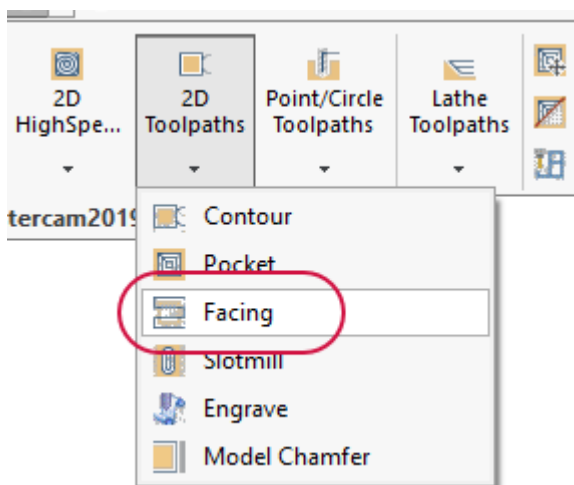 2D
HighSpe...
2D
Toolpaths
Point/Circle
Toolpaths
Lathe
Toolpaths
tercam2019
Contour
Pocket
Facing
Slotmill
Engrave
Model Chamfer